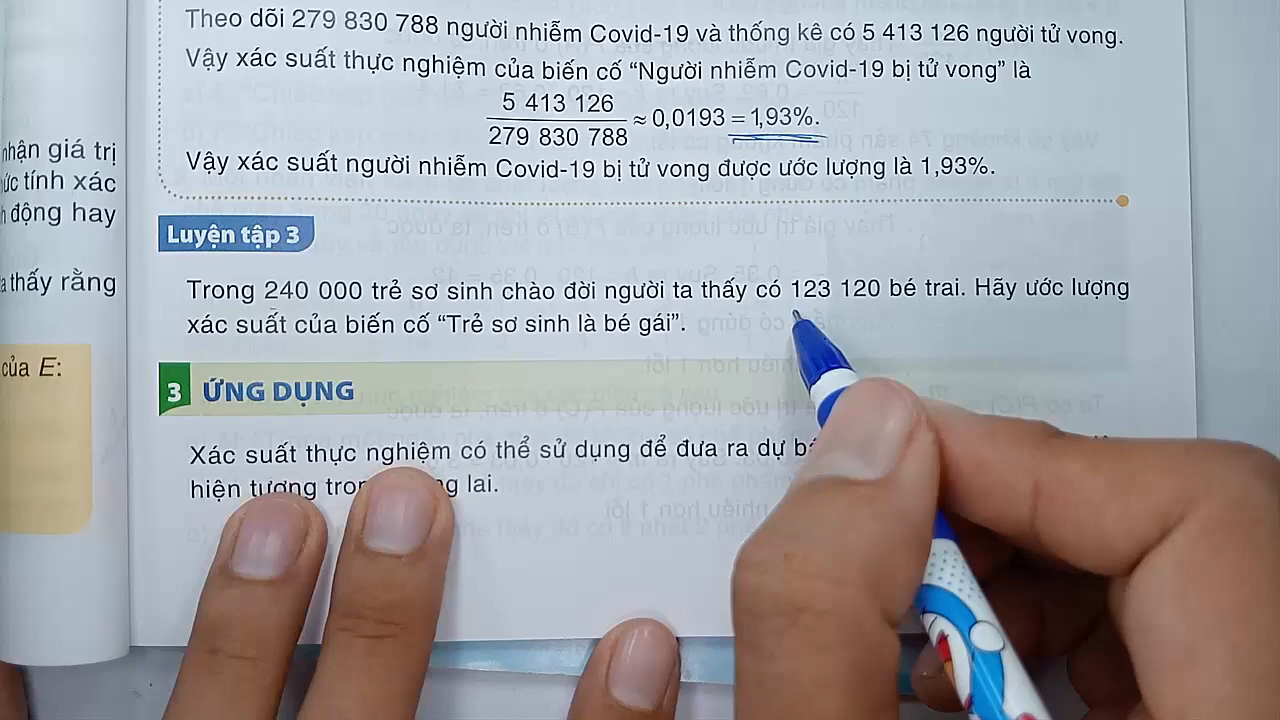 Theo dõi 279 830 788 người nhiễm Covid-19 và thống kê có 5 413 126 người tử vong.
Vậy xác suất thực nghiệm của biến cố “Người nhiễm Covid-19 bị tử vong” là
5 413 126
279 830 788
≈ 0,0193 = 1,93%.
Vậy xác suất người nhiễm Covid-19 bị tử vong được ước lượng là 1,93%.
nhận giá trị
tính xác
động hay
thấy rằng
của E:
Luyện tập 3
Trong 240 000 trẻ sơ sinh chào đời người ta thấy có 123 120 bé trai. Hãy ước lượng
xác suất của biến cố “Trẻ sơ sinh là bé gái”.
3 ỨNG DỤNG
Xác suất thực nghiệm có thể sử dụng để đưa ra dự
hiện tượng lai.